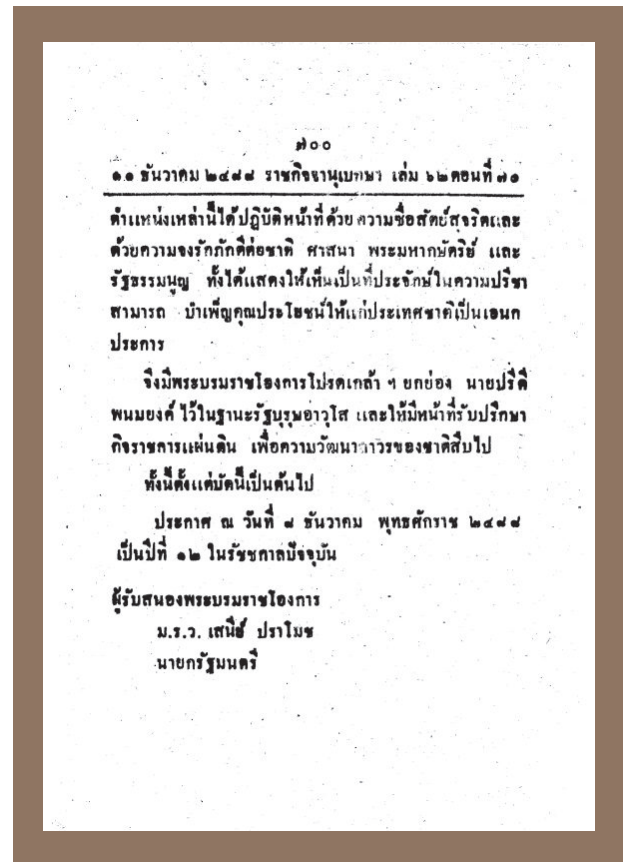 ๗๐๐
๑๑ ธันวาคม ๒๔๘๘ ราชกิจจานุเบกษา เล่ม ๖๒ ตอนที่ ๗๑
ตำแหน่งเหล่านี้ได้ปฏิบัติหน้าที่ด้วยความซื่อสัตย์สุจริตและ
ด้วยความจงรักภักดีต่อชาติ ศาสนา พระมหากษัตริย์ และ
รัฐธรรมนูญ ทั้งได้แสดงให้เห็นเป็นที่ประจักษ์ในความปรีชา
สามารถ บำเพ็ญคุณประโยชน์ให้แก่ประเทศชาติเป็นเอนก
ประการ
จึงมีพระบรมราชโองการโปรดเกล้า ฯ ยกย่อง นายปรีดี
พนมยงค์ ไว้ในฐานะรัฐบุรุษอาวุโส และให้มีหน้าที่รับปรึกษา
กิจราชการแผ่นดิน เพื่อความวัฒนาถาวรของชาติสืบไป
ทั้งนี้ตั้งแต่บัดนี้เป็นต้นไป
ประกาศ ณ วันที่ ๘ ธันวาคม พุทธศักราช ๒๔๘๘
เป็นปีที่ ๑๒ ในรัชชกาลปัจจุบัน
ผู้รับสนองพระบรมราชโองการ
ม.ร.ว. เสนีย์ ปราโมช
นายกรัฐมนตรี